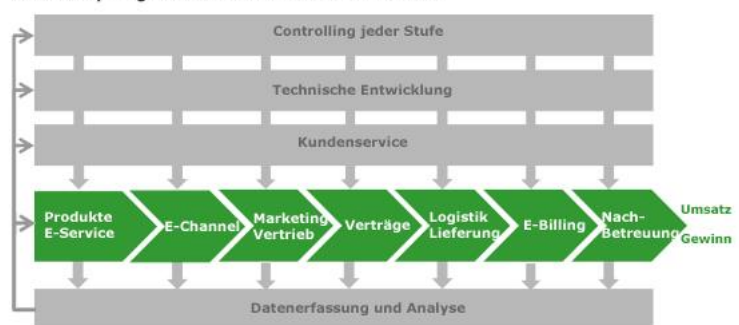 Controlling jeder Stufe
Technische Entwicklung
Kundenservice
Produkte
E-Service
E-Channel
Marketing
Vertrieb
Verträge
Logistik
Lieferung
E-Billing
Nach-
Betreuung
Umsatz
Gewinn
Datenerfassung und Analyse